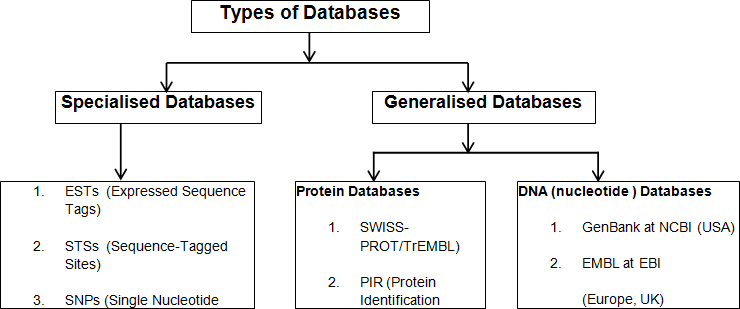 Types of Databases
Specialised Databases
Generalised Databases
1. ESTs (Expressed Sequence
Tags)
2. STSs (Sequence-Tagged
Sites)
3. SNPs (Single Nucleotide
Protein Databases
1. SWISS-
PROT/TrEMBL)
2. PIR (Protein
Identification
DNA (nucleotide ) Databases
1. GenBank at NCBI (USA)
2. EMBL at EBI
(Europe, UK)